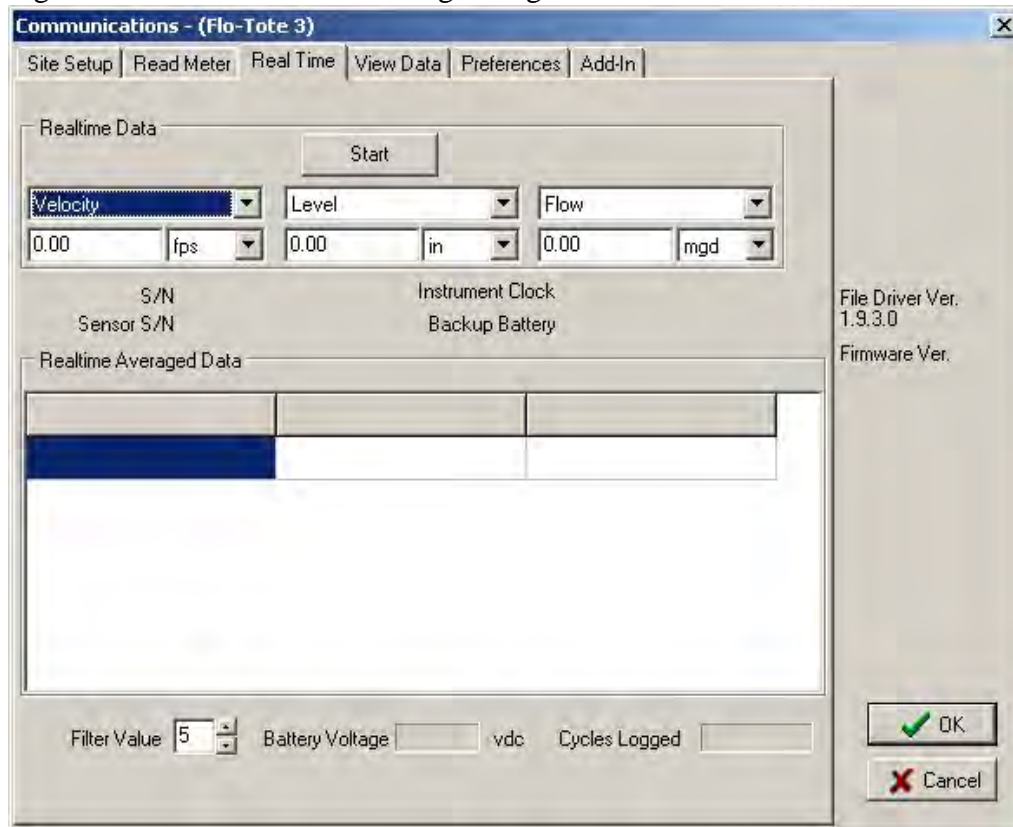 Communications - (Flo-Tote 3)
Site Setup Read Meter Real Time View Data Preferences Add-In
Realtime Data
Start
Velocity Level Flow
0.00 fps 0.00 in 0.00 mgd
S/N Instrument Clock
Sensor S/N Backup Battery
File Driver Ver.
1.9.3.0
Firmware Ver.
Realtime Averaged Data
Filter Value 5 Battery Voltage vdc Cycles Logged
OK
Cancel